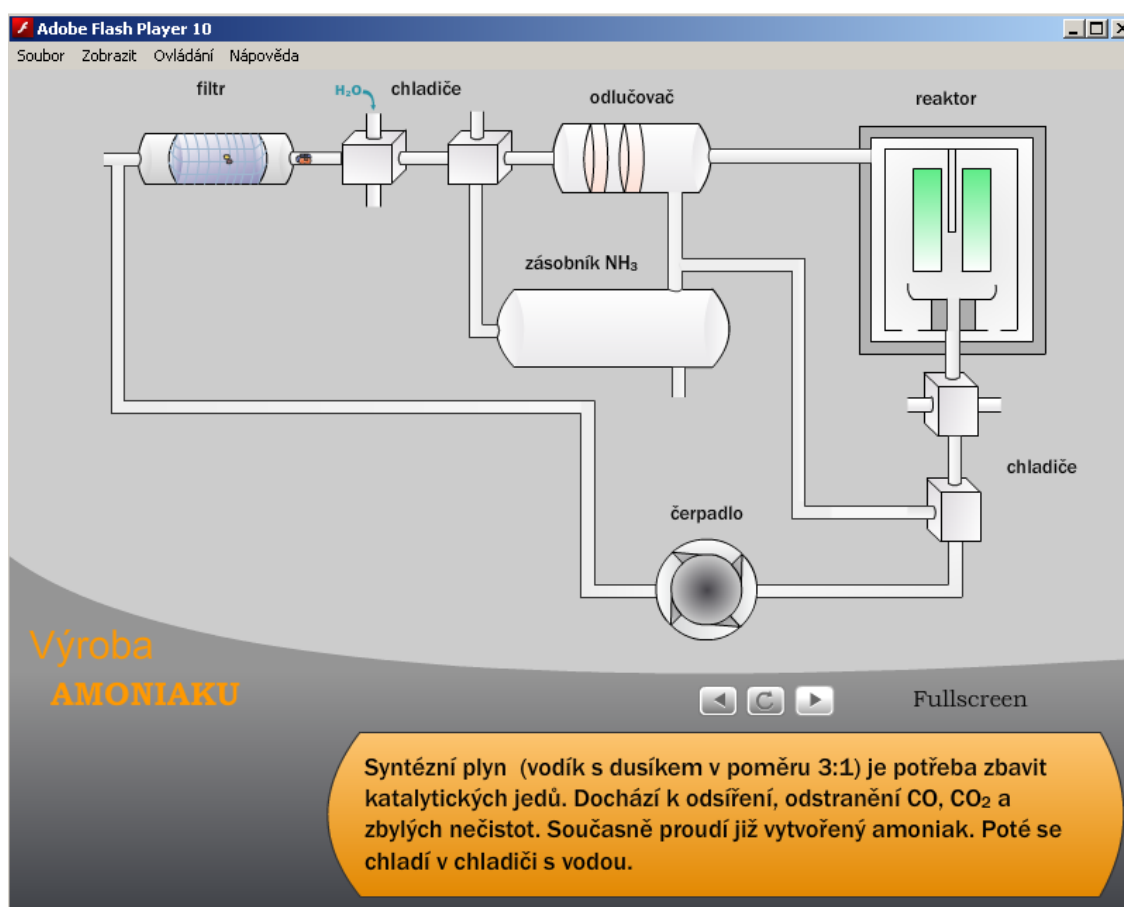 Adobe Flash Player 10
Soubor Zobrazit Ovládání Nápověda
filtr
H₂O
chladiče
odlučovač
reaktor
zásobník NH₃
chladiče
čerpadlo
Výroba
AMONIAKU
Fullscreen
Syntézní plyn (vodík s dusíkem v poměru 3:1) je potřeba zbavit
katalytických jedů. Dochází k odsíření, odstranění CO, CO₂ a
zbylých nečistot. Současně proudí již vytvořený amoniak. Poté se
chladí v chladiči s vodou.